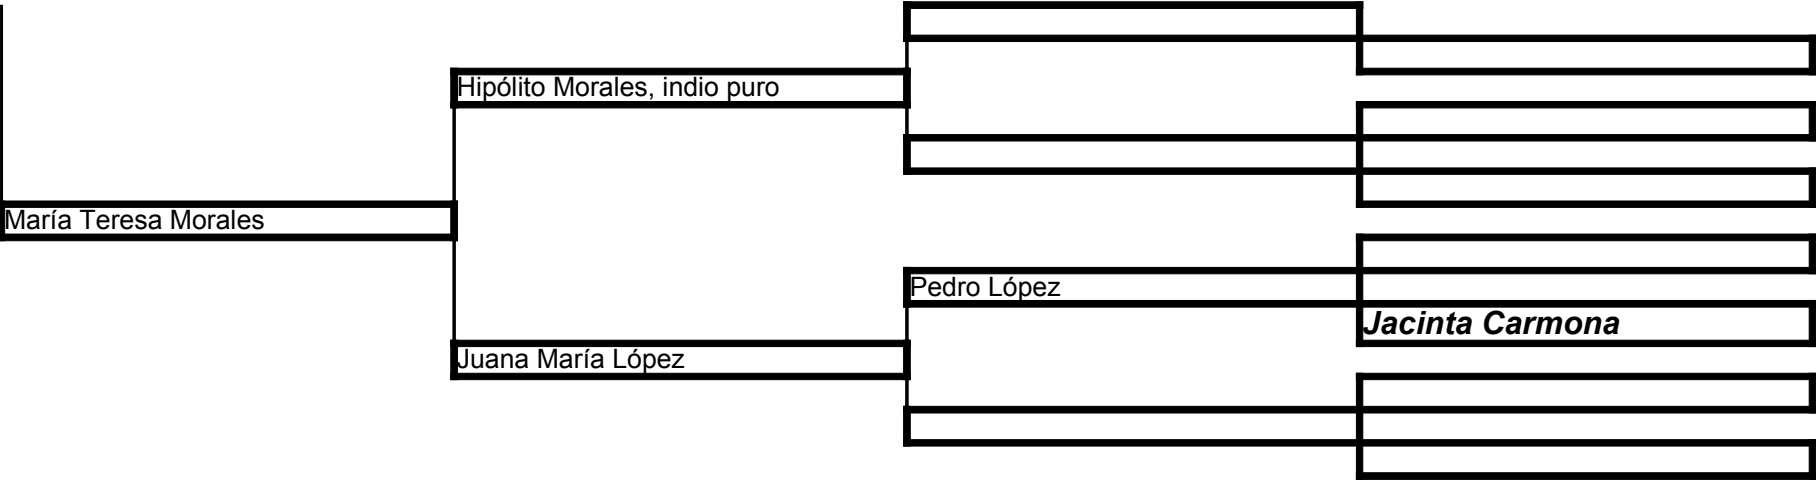 Hipólito Morales, indio puro
María Teresa Morales
Pedro López
Jacinta Carmona
Juana María López